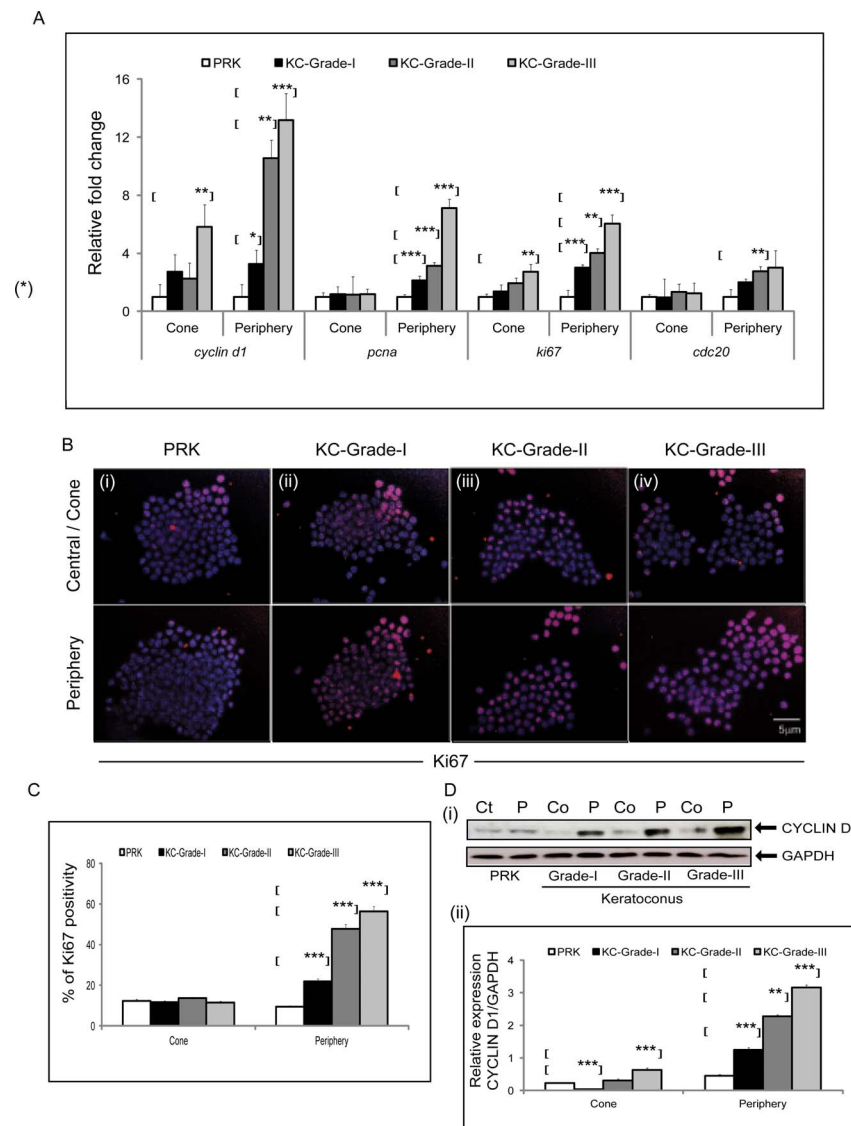 A
PRK KC-Grade-I KC-Grade-II KC-Grade-III
Relative fold change
16
12
8
4
0
(*)
[ ***]
[ **]
[ **]
[ *]
[ ***]
[ ***]
[ ***]
[ **]
[ ***]
[ **]
[ ***]
[ **]
Cone Periphery Cone Periphery Cone Periphery Cone Periphery
cyclin d1 pcna ki67 cdc20
B
PRK KC-Grade-I KC-Grade-II KC-Grade-III
Central / Cone
(i) (ii) (iii) (iv)
Periphery
5µm
Ki67
C
PRK KC-Grade-I KC-Grade-II KC-Grade-III
% of Ki67 positivity
80
60
40
20
0
[ ***]
[ ***]
[ ***]
Cone Periphery
D
(i)
Ct P Co P Co P Co P
CYCLIN D
GAPDH
PRK Grade-I Grade-II Grade-III
Keratoconus
(ii)
PRK KC-Grade-I KC-Grade-II KC-Grade-III
Relative expression
CYCLIN D1/GAPDH
4
3
2
1
0
[ ***]
[ ***]
[ ***]
[ **]
[ ***]
Cone Periphery